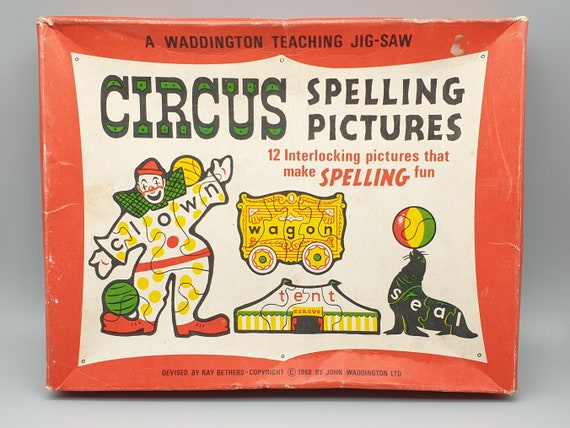 A WADDINGTON TEACHING JIG-SAW
CIRCUS SPELLING PICTURES
12 Interlocking pictures that
make SPELLING fun
clown
wagon
tent
CIRCUS
seal
DEVISED BY RAY BETHERS - COPYRIGHT © 1968 BY JOHN WADDINGTON LTD